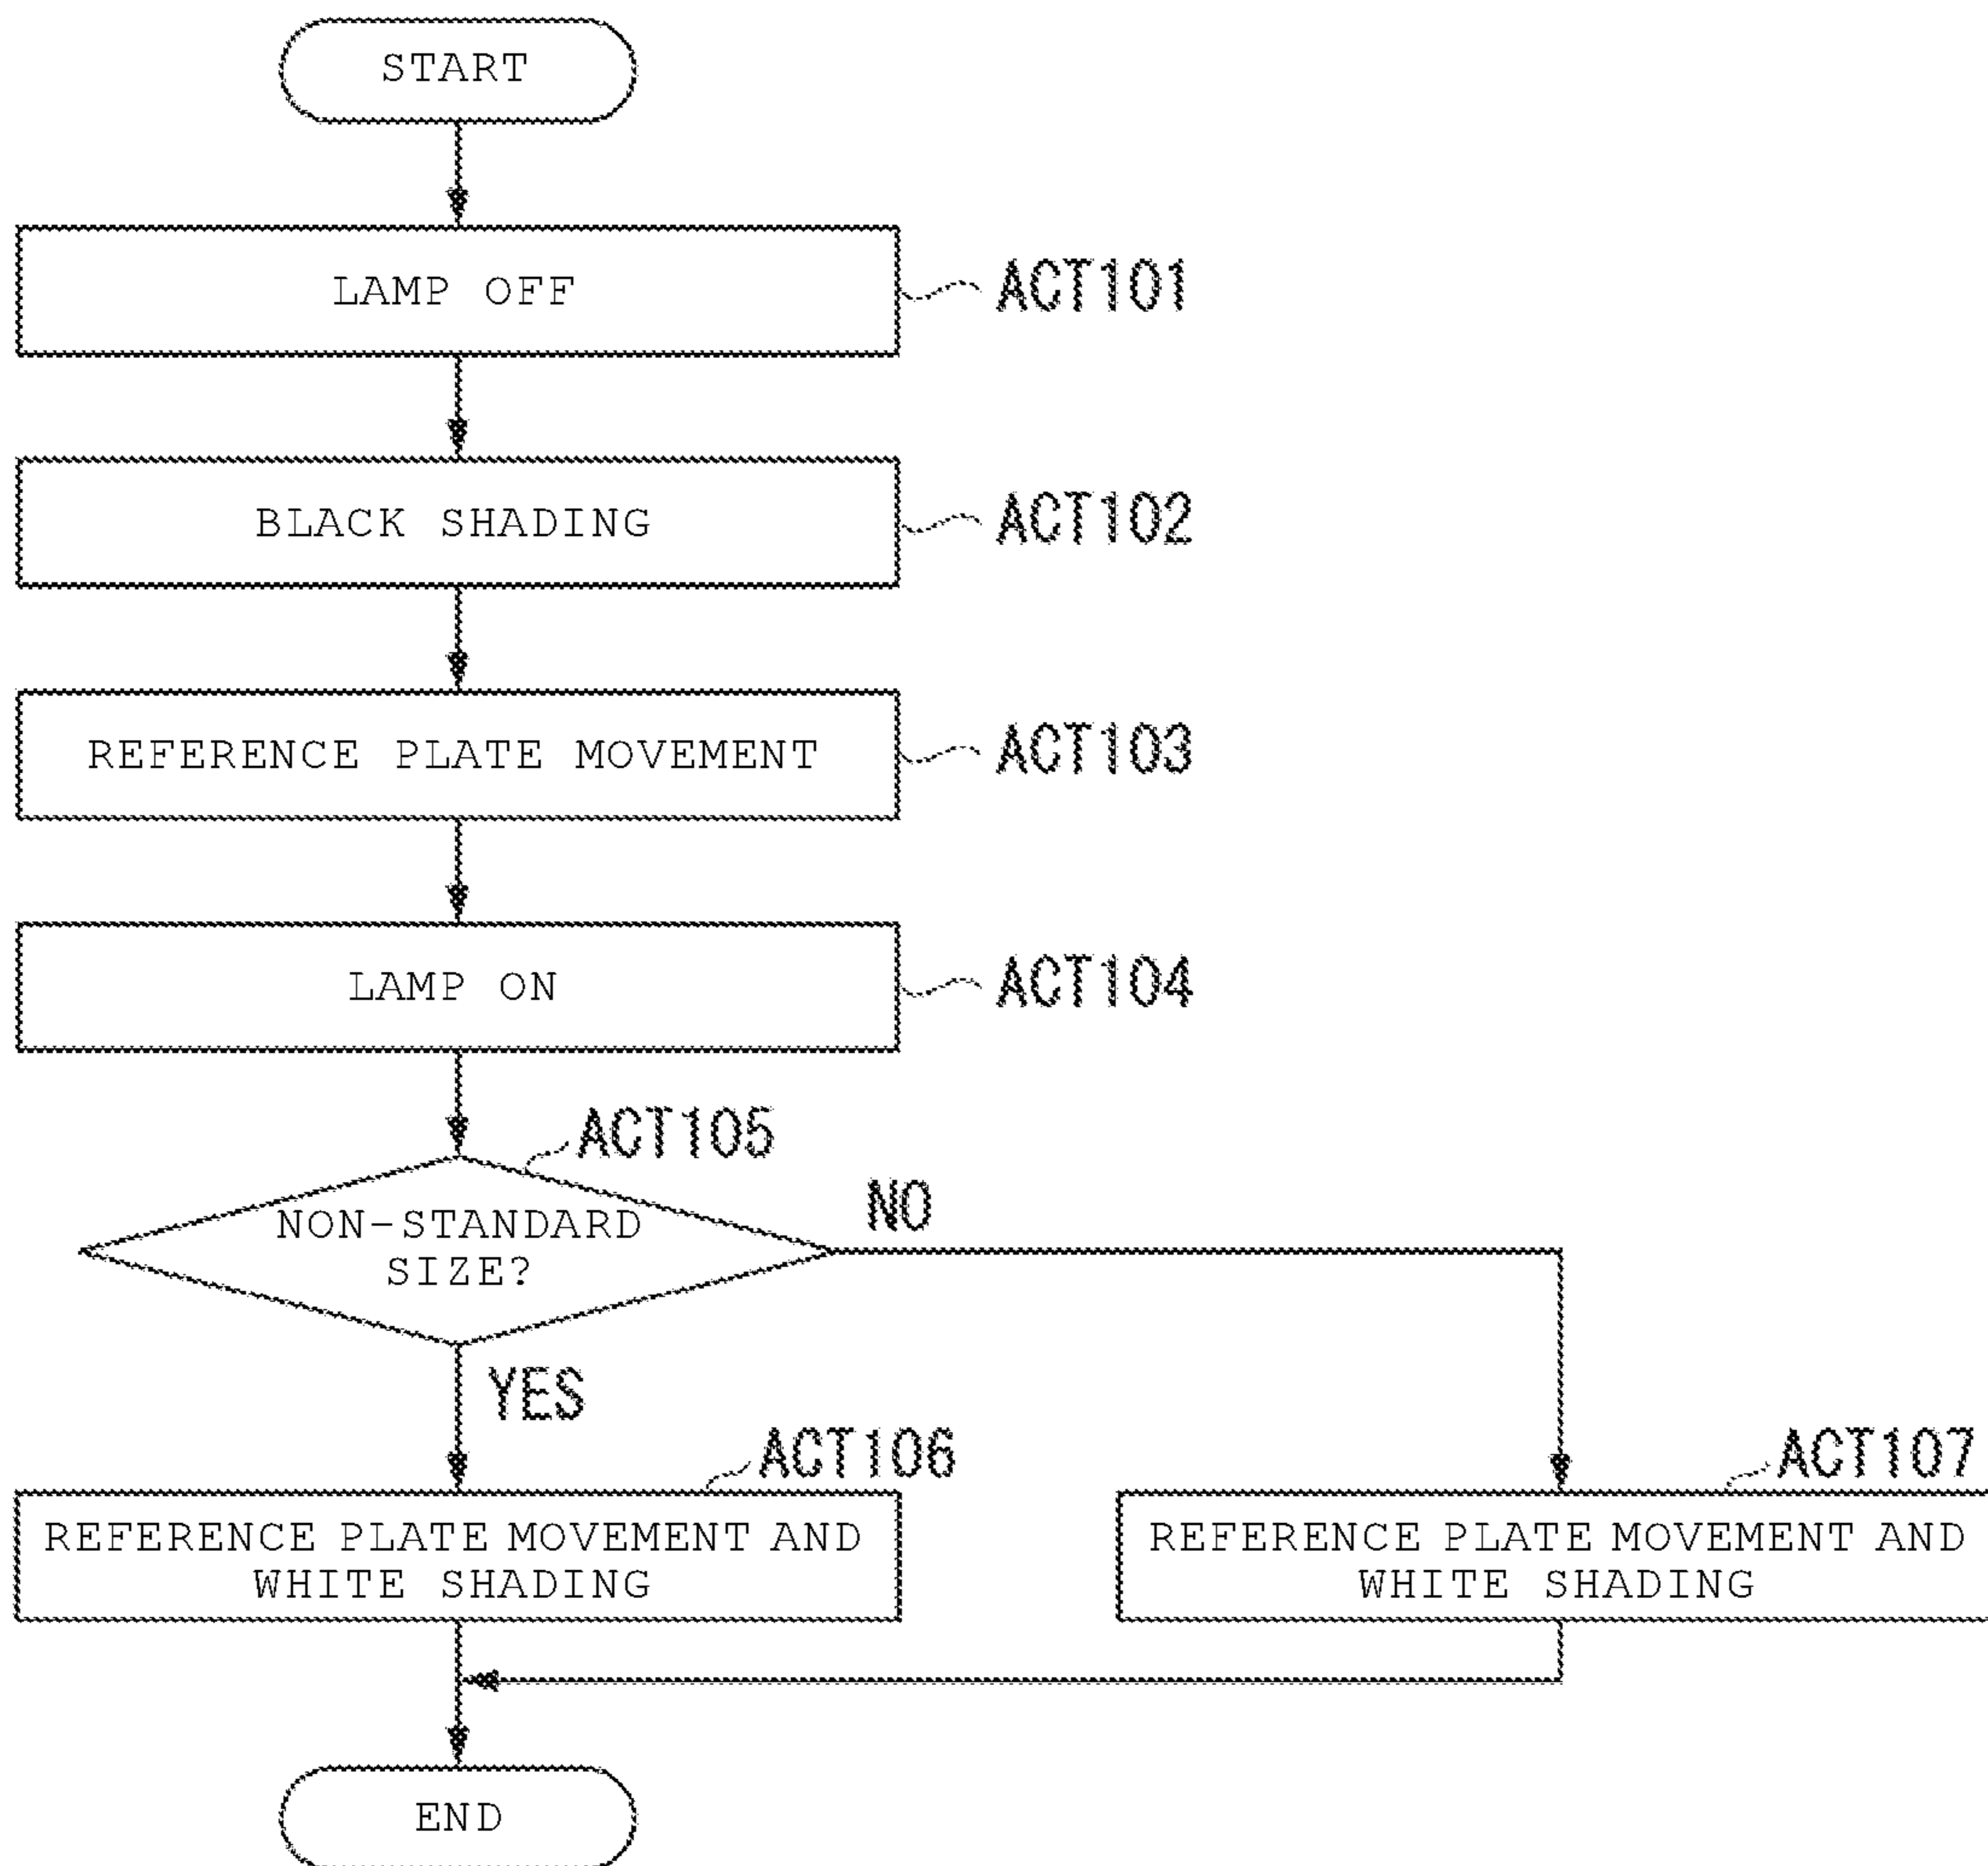 START
LAMP OFF
ACT101
BLACK SHADING
ACT102
REFERENCE PLATE MOVEMENT
ACT103
LAMP ON
ACT104
ACT105
NON-STANDARD
SIZE?
NO
YES
ACT106
REFERENCE PLATE MOVEMENT AND
WHITE SHADING
ACT107
REFERENCE PLATE MOVEMENT AND
WHITE SHADING
END